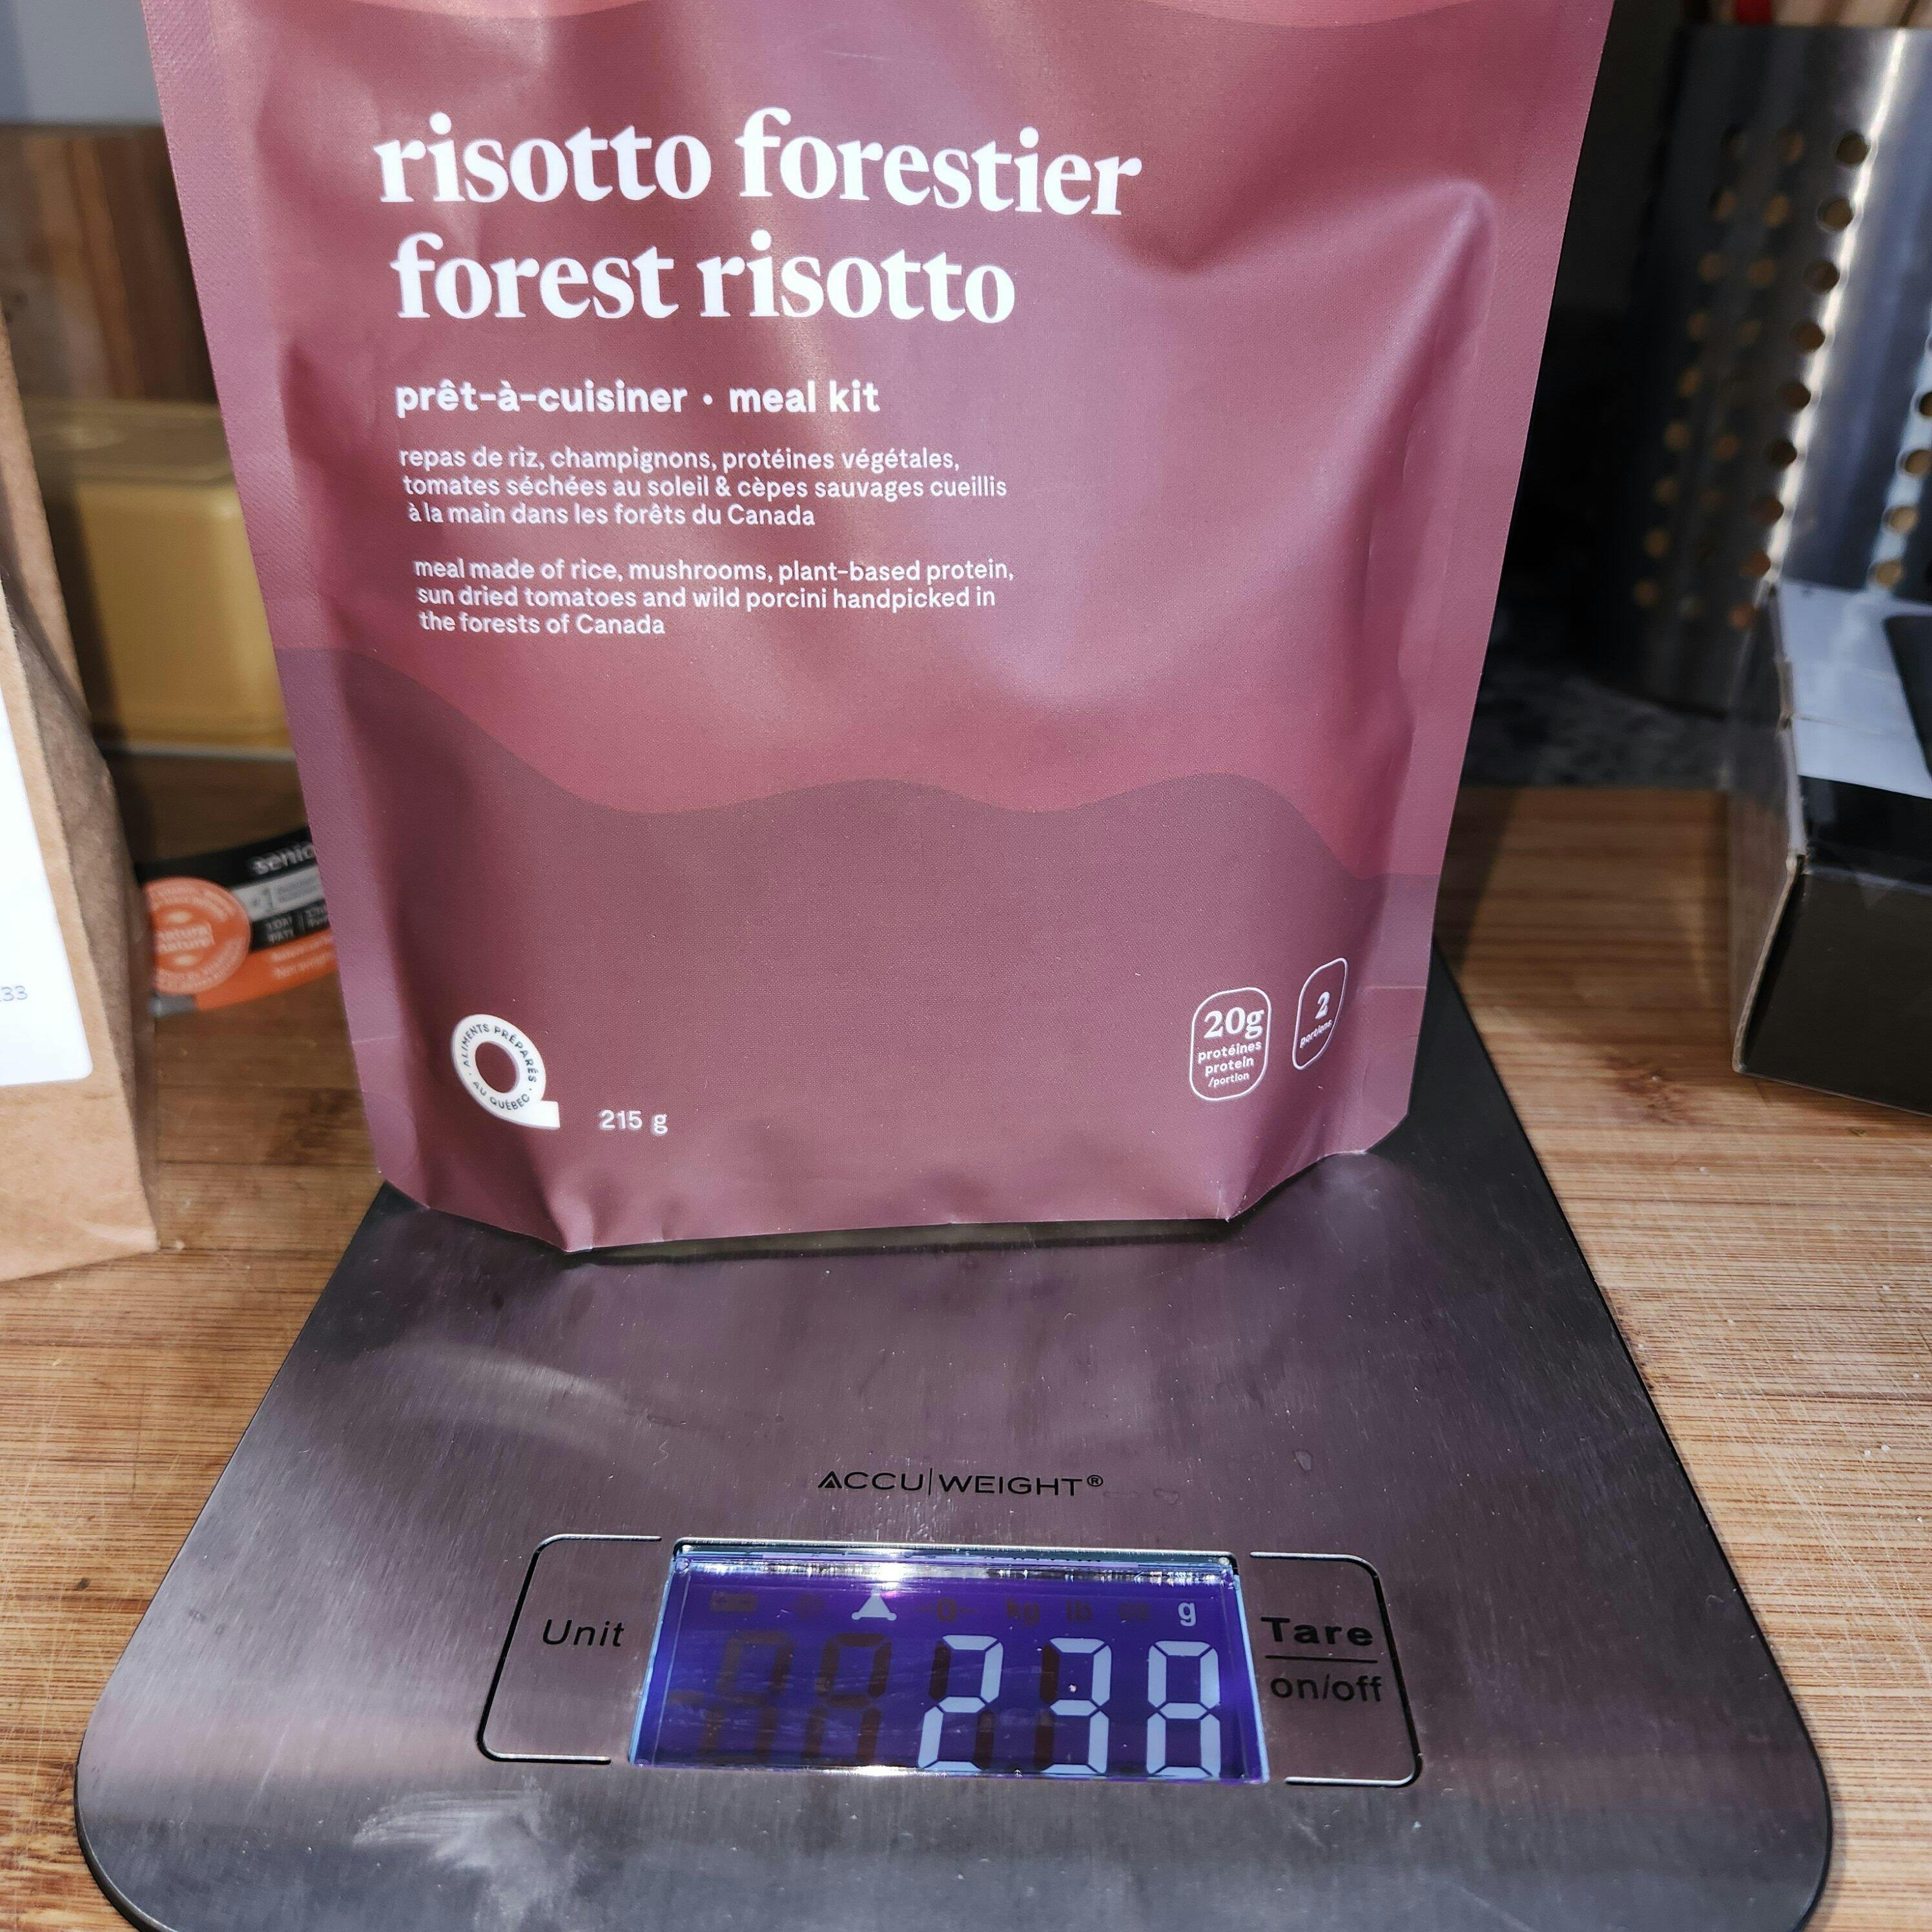 risotto forestier
forest risotto
prêt-à-cuisiner • meal kit
repas de riz, champignons, protéines végétales,
tomates séchées au soleil & cèpes sauvages cueillis
à la main dans les forêts du Canada
meal made of rice, mushrooms, plant-based protein,
sun dried tomatoes and wild porcini handpicked in
the forests of Canada
33
senio
ALIMENTS PRÉPARÉS AU QUÉBEC
215 g
20g
protéines
protein
/portion
2
portions
ACCU|WEIGHT®
Unit
g
238
Tare
on/off